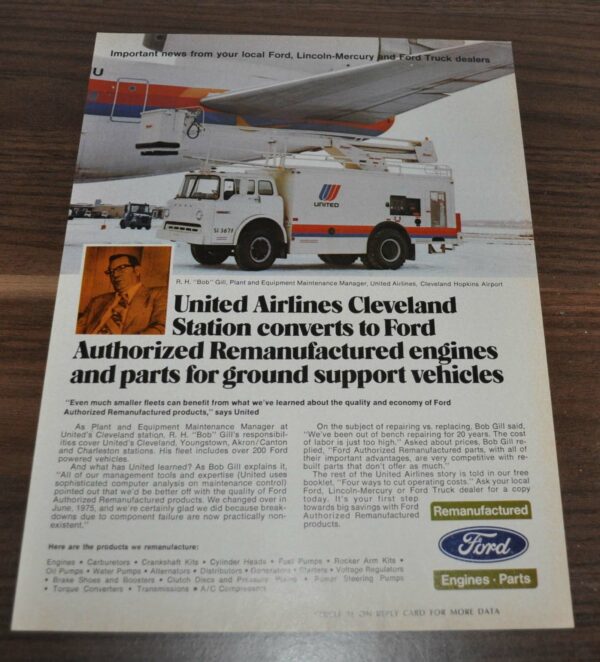 Important news from your local Ford, Lincoln-Mercury and Ford Truck dealers
U
UNITED
U
SI 3671
R. H. "Bob" Gill, Plant and Equipment Maintenance Manager, United Airlines, Cleveland Hopkins Airport
United Airlines Cleveland
Station converts to Ford
Authorized Remanufactured engines
and parts for ground support vehicles
"Even much smaller fleets can benefit from what we've learned about the quality and economy of Ford
Authorized Remanufactured products," says United
As Plant and Equipment Maintenance Manager at
United's Cleveland station, R. H. "Bob" Gill's responsibil-
ities cover United's Cleveland, Youngstown, Akron/Canton
and Charleston stations. His fleet includes over 200 Ford
powered vehicles.
And what has United learned? As Bob Gill explains it,
"All of our management tools and expertise (United uses
sophisticated computer analysis on maintenance control)
pointed out that we'd be better off with the quality of Ford
Authorized Remanufactured products. We changed over in
June, 1975, and we're certainly glad we did because break-
downs due to component failure are now practically non-
existent."
On the subject of repairing vs. replacing, Bob Gill said,
"We've been out of bench repairing for 20 years. The cost
of labor is just too high." Asked about prices, Bob Gill re-
plied, "Ford Authorized Remanufactured parts, with all of
their important advantages, are very competitive with re-
built parts that don't offer as much."
The rest of the United Airlines story is told in our free
booklet, "Four ways to cut operating costs." Ask your local
Ford, Lincoln-Mercury or Ford Truck dealer for a copy
today. It's your first step
towards big savings with Ford
Authorized Remanufactured
products.
Remanufactured
Ford
Engines • Parts
Here are the products we remanufacture:
Engines • Carburetors • Crankshaft Kits • Cylinder Heads • Fuel Pumps • Rocker Arm Kits •
Oil Pumps • Water Pumps • Alternators • Distributors • Generators • Starters • Voltage Regulators
• Brake Shoes and Boosters • Clutch Discs and Pressure Plates • Power Steering Pumps
• Torque Converters • Transmissions • A/C Compressors
ON REPLY CARD FOR MORE DATA